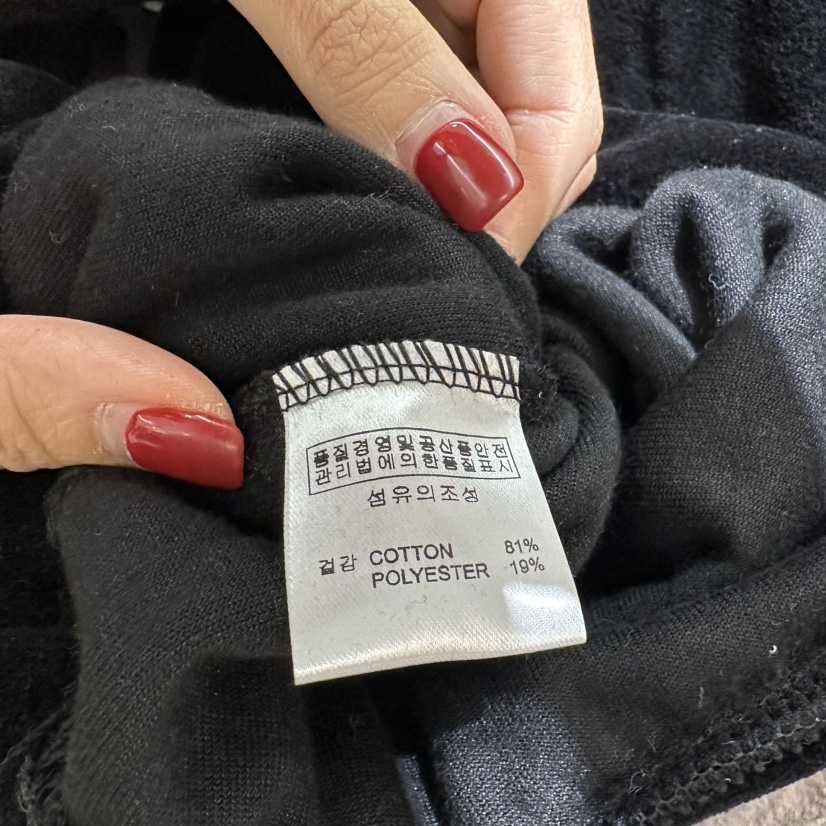 품질경영및공산품안전
관리법에의한품질표시
섬유의조성
겉감 COTTON 81%
POLYESTER 19%